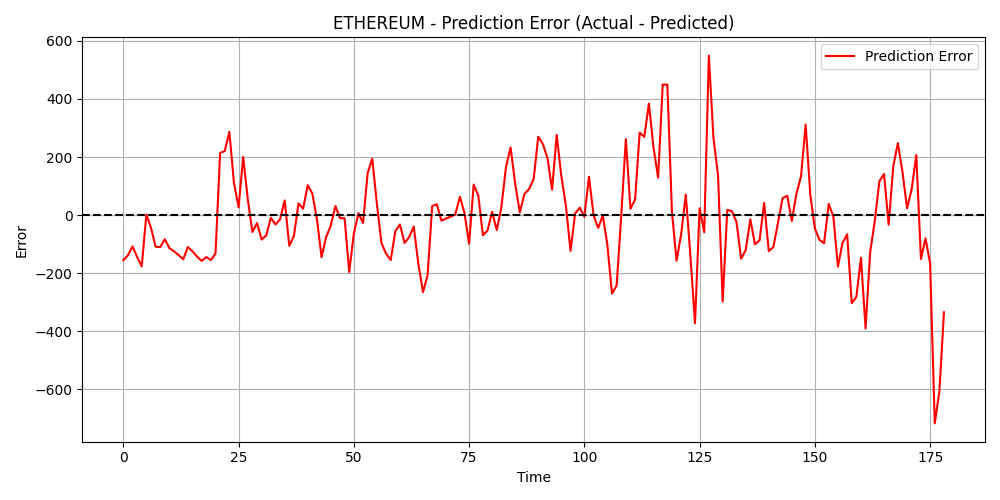 ETHEREUM - Prediction Error (Actual - Predicted)
Prediction Error
600
400
200
0
−200
−400
−600
Error
0 25 50 75 100 125 150 175
Time